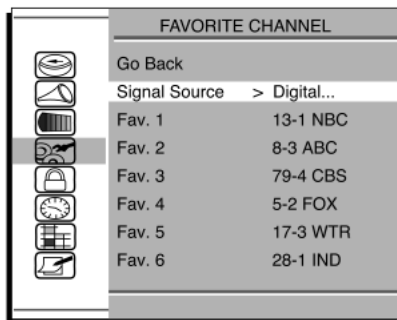 FAVORITE CHANNEL
Go Back
Signal Source > Digital...
Fav. 1 13-1 NBC
Fav. 2 8-3 ABC
Fav. 3 79-4 CBS
Fav. 4 5-2 FOX
Fav. 5 17-3 WTR
Fav. 6 28-1 IND